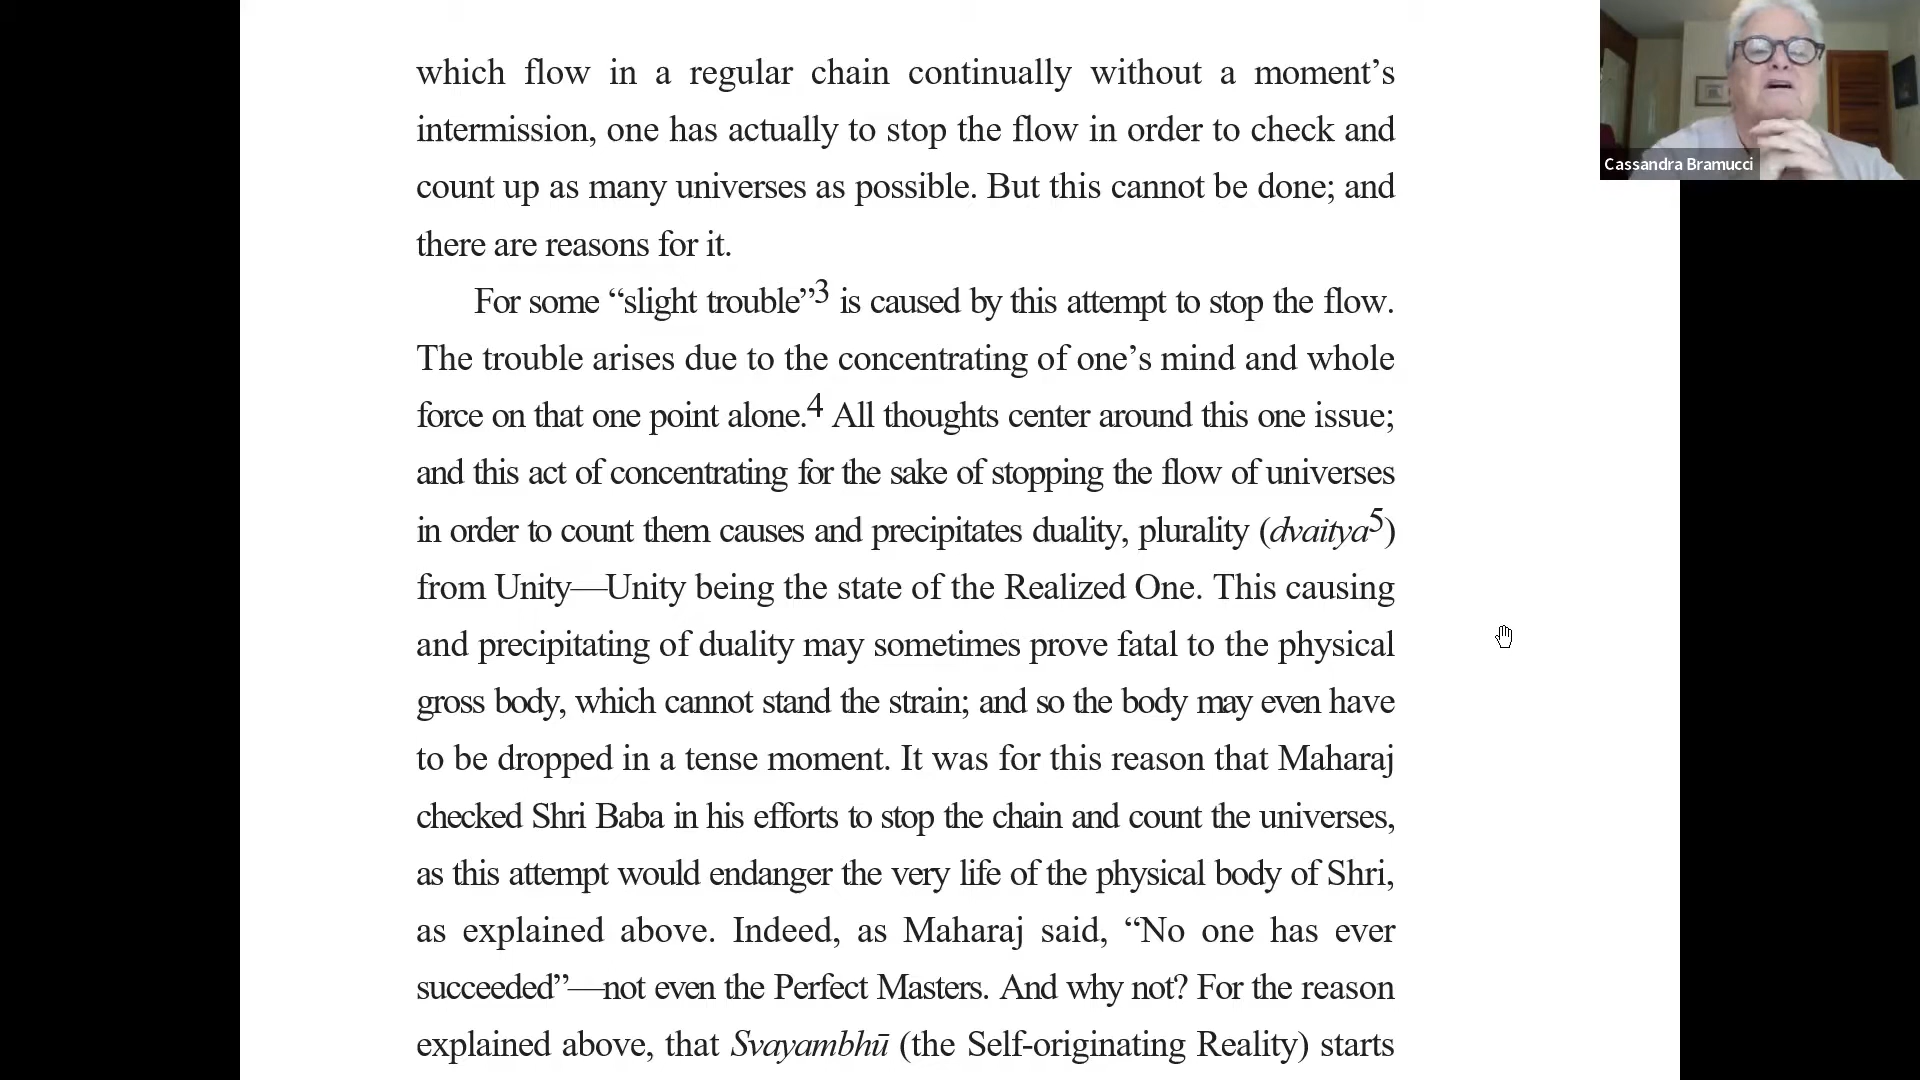 which flow in a regular chain continually without a moment’s
intermission, one has actually to stop the flow in order to check and
count up as many universes as possible. But this cannot be done; and
there are reasons for it.
For some “slight trouble”3 is caused by this attempt to stop the flow.
The trouble arises due to the concentrating of one’s mind and whole
force on that one point alone.4 All thoughts center around this one issue;
and this act of concentrating for the sake of stopping the flow of universes
in order to count them causes and precipitates duality, plurality (dvaitya5)
from Unity—Unity being the state of the Realized One. This causing
and precipitating of duality may sometimes prove fatal to the physical
gross body, which cannot stand the strain; and so the body may even have
to be dropped in a tense moment. It was for this reason that Maharaj
checked Shri Baba in his efforts to stop the chain and count the universes,
as this attempt would endanger the very life of the physical body of Shri,
as explained above. Indeed, as Maharaj said, “No one has ever
succeeded”—not even the Perfect Masters. And why not? For the reason
explained above, that Svayambhū (the Self-originating Reality) starts
Cassandra Bramucci